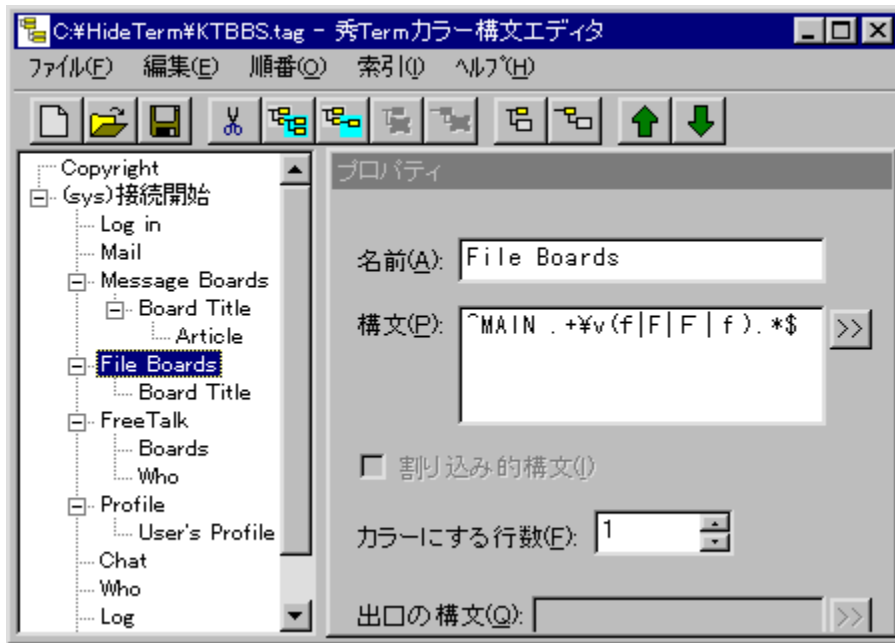 C:¥HideTerm¥KTBBS.tag - 秀Termカラー構文エディタ
ファイル(F) 編集(E) 順番(O) 索引(I) ヘルプ(H)
Copyright
(sys)接続開始
Log in
Mail
Message Boards
Board Title
Article
File Boards
Board Title
FreeTalk
Boards
Who
Profile
User's Profile
Chat
Who
Log
プロパティ
名前(A): File Boards
構文(P): ^MAIN .+¥v(f|F|Ｆ|ｆ).*$ >>
割り込み的構文(I)
カラーにする行数(F): 1
出口の構文(Q): >>